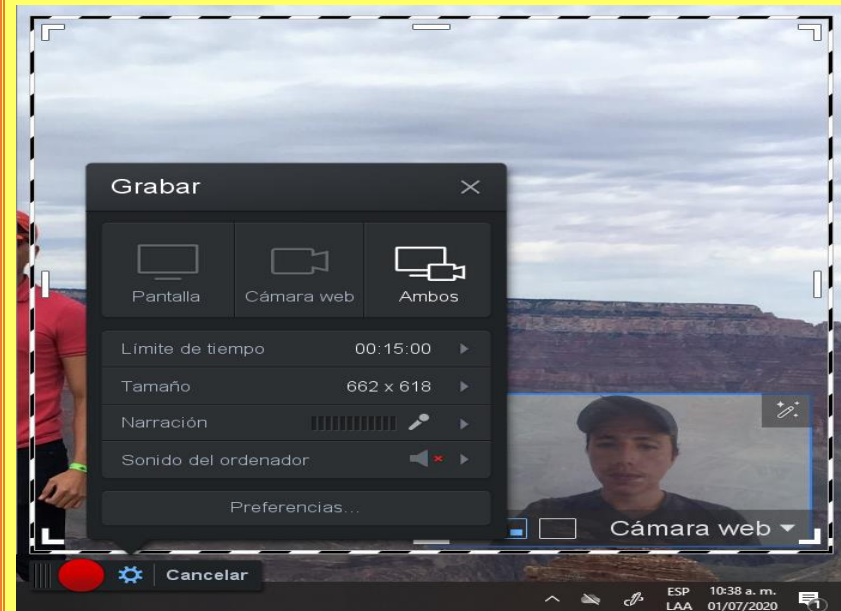 Grabar
Pantalla Cámara web Ambos
Límite de tiempo 00:15:00
Tamaño 662 x 618
Narración
Sonido del ordenador
Preferencias...
Cámara web
Cancelar
ESP 10:38 a. m.
LAA 01/07/2020
1